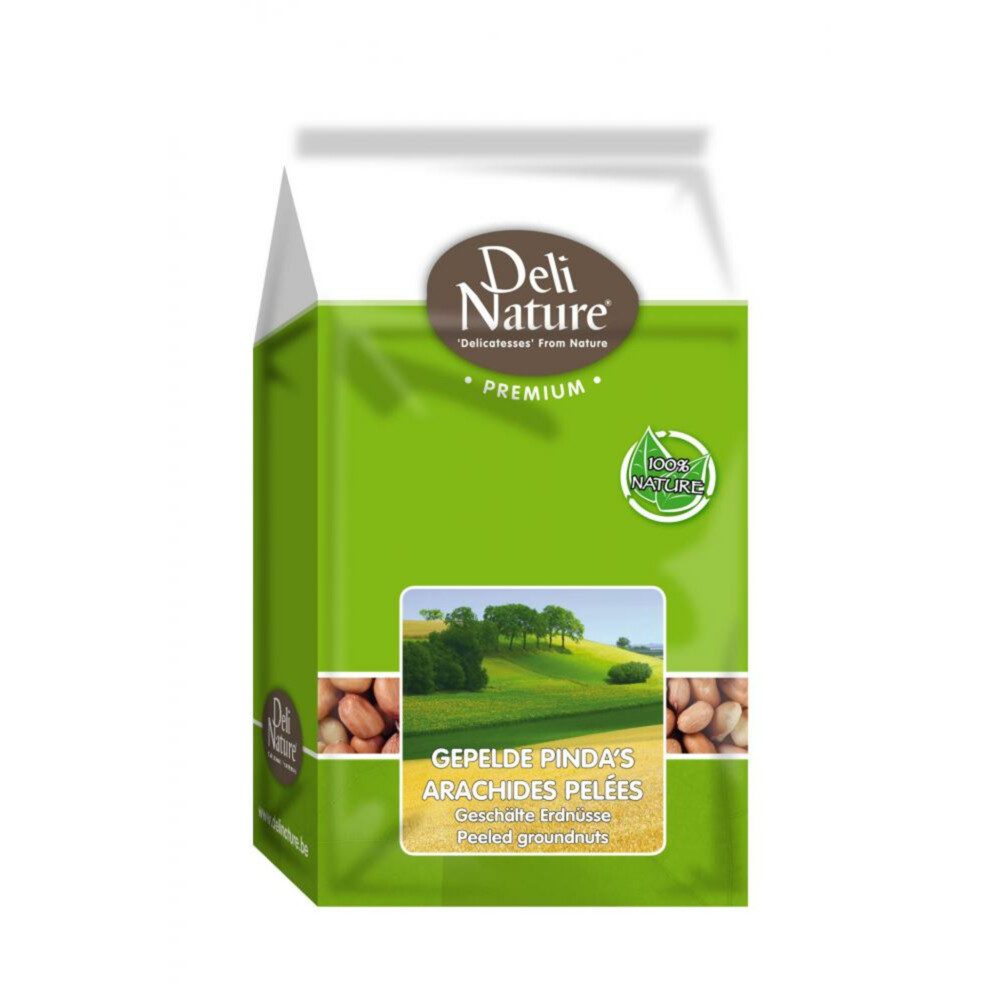 Deli
Nature®
'Delicatesses' From Nature
• PREMIUM •
100%
NATURE
GEPELDE PINDA'S
ARACHIDES PELÉES
Geschälte Erdnüsse
Peeled groundnuts
Deli
Nature
www.delinature.be